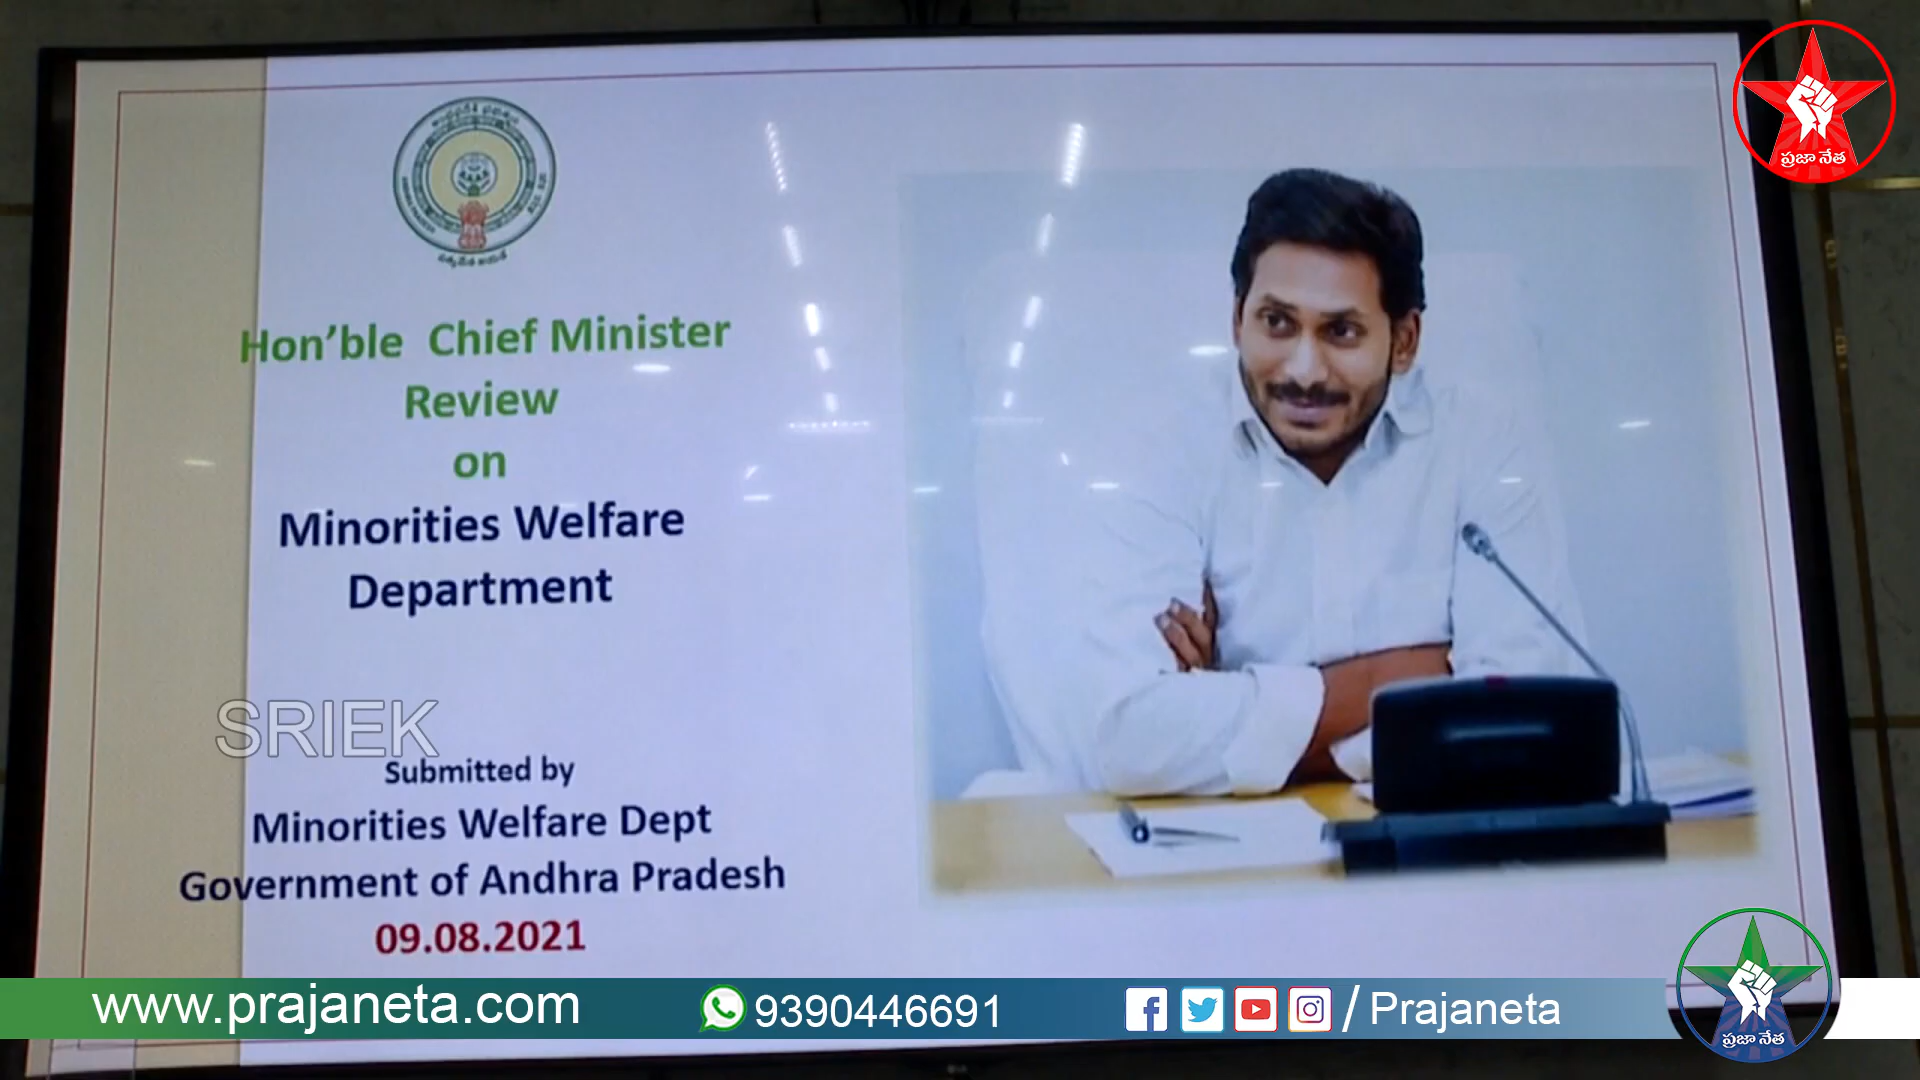 ప్రజా నేత
Hon'ble Chief Minister
Review
on
Minorities Welfare
Department
SRIEK
Submitted by
Minorities Welfare Dept
Government of Andhra Pradesh
09.08.2021
www.prajaneta.com
9390446691
/ Prajaneta
ప్రజా నేత